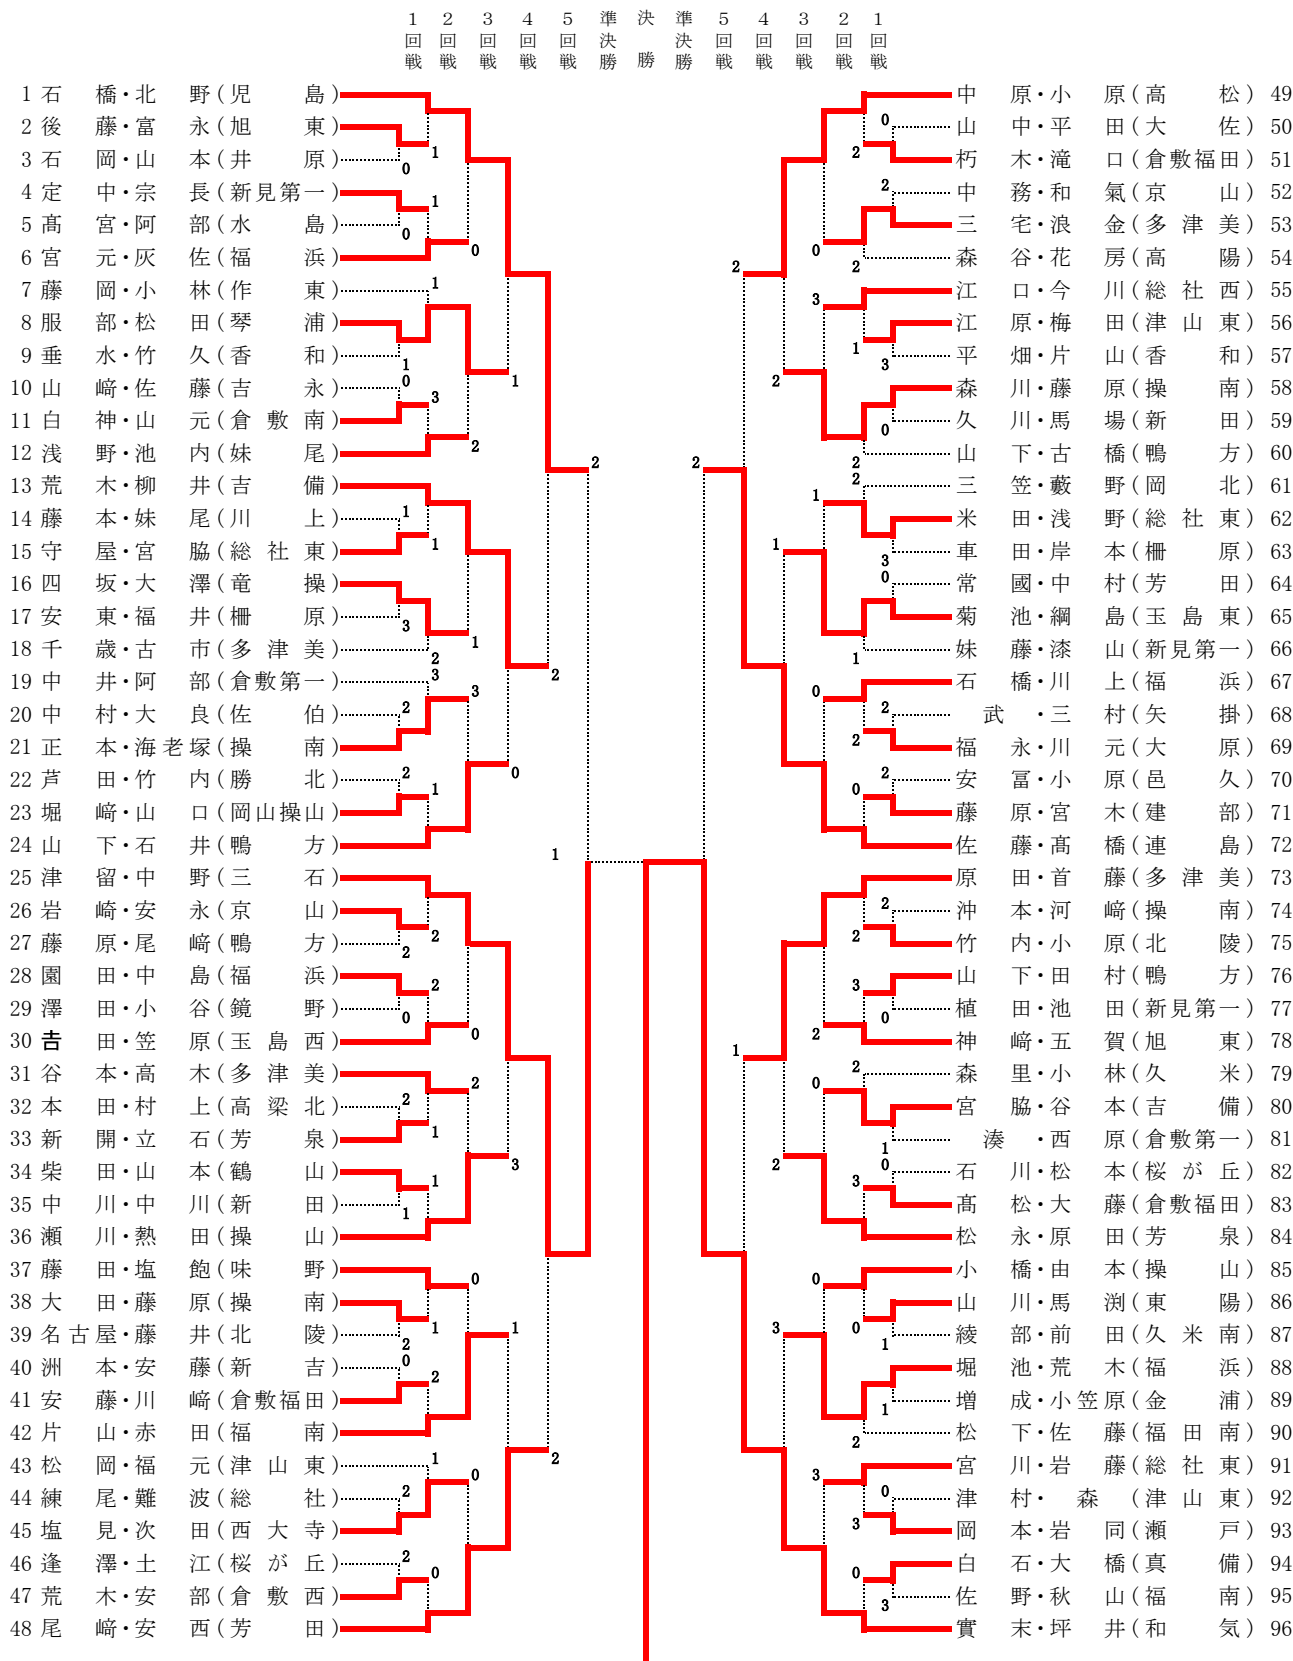 1回戦 2回戦 3回戦 4回戦 5回戦 準決勝 決勝 準決勝 5回戦 4回戦 3回戦 2回戦 1回戦
1 石橋・北野(児島)
2 後藤・富永(旭東)
3 石岡・山本(井原)
4 定中・宗長(新見第一)
5 髙宮・阿部(水島)
6 宮元・灰佐(福浜)
7 藤岡・小林(作東)
8 服部・松田(琴浦)
9 垂水・竹久(香和)
10 山﨑・佐藤(吉永)
11 白神・山元(倉敷南)
12 浅野・池内(妹尾)
13 荒木・柳井(吉備)
14 藤本・妹尾(川上)
15 守屋・宮脇(総社東)
16 四坂・大澤(竜操)
17 安東・福井(柵原)
18 千歳・古市(多津美)
19 中井・阿部(倉敷第一)
20 中村・大良(佐伯)
21 正本・海老塚(操南)
22 芦田・竹内(勝北)
23 堀﨑・山口(岡山操山)
24 山下・石井(鴨方)
25 津留・中野(三石)
26 岩崎・安永(京山)
27 藤原・尾﨑(鴨方)
28 園田・中島(福浜)
29 澤田・小谷(鏡野)
30 𠮷田・笠原(玉島西)
31 谷本・高木(多津美)
32 本田・村上(高梁北)
33 新開・立石(芳泉)
34 柴田・山本(鶴山)
35 中川・中川(新田)
36 瀬川・熱田(操山)
37 藤田・塩飽(味野)
38 大田・藤原(操南)
39 名古屋・藤井(北陵)
40 洲本・安藤(新吉)
41 安藤・川﨑(倉敷福田)
42 片山・赤田(福南)
43 松岡・福元(津山東)
44 練尾・難波(総社)
45 塩見・次田(西大寺)
46 逢澤・土江(桜が丘)
47 荒木・安部(倉敷西)
48 尾﨑・安西(芳田)
中原・小原(高松) 49
山中・平田(大佐) 50
朽木・滝口(倉敷福田) 51
中務・和氣(京山) 52
三宅・浪金(多津美) 53
森谷・花房(高陽) 54
江口・今川(総社西) 55
江原・梅田(津山東) 56
平畑・片山(香和) 57
森川・藤原(操南) 58
久川・馬場(新田) 59
山下・古橋(鴨方) 60
三笠・藪野(岡北) 61
米田・浅野(総社東) 62
車田・岸本(柵原) 63
常國・中村(芳田) 64
菊池・綱島(玉島東) 65
妹藤・漆山(新見第一) 66
石橋・川上(福浜) 67
武・三村(矢掛) 68
福永・川元(大原) 69
安冨・小原(邑久) 70
藤原・宮木(建部) 71
佐藤・髙橋(連島) 72
原田・首藤(多津美) 73
沖本・河﨑(操南) 74
竹内・小原(北陵) 75
山下・田村(鴨方) 76
植田・池田(新見第一) 77
神﨑・五賀(旭東) 78
森里・小林(久米) 79
宮脇・谷本(吉備) 80
湊・西原(倉敷第一) 81
石川・松本(桜が丘) 82
髙松・大藤(倉敷福田) 83
松永・原田(芳泉) 84
小橋・由本(操山) 85
山川・馬渕(東陽) 86
綾部・前田(久米南) 87
堀池・荒木(福浜) 88
増成・小笠原(金浦) 89
松下・佐藤(福田南) 90
宮川・岩藤(総社東) 91
津村・森(津山東) 92
岡本・岩同(瀬戸) 93
白石・大橋(真備) 94
佐野・秋山(福南) 95
實末・坪井(和気) 96